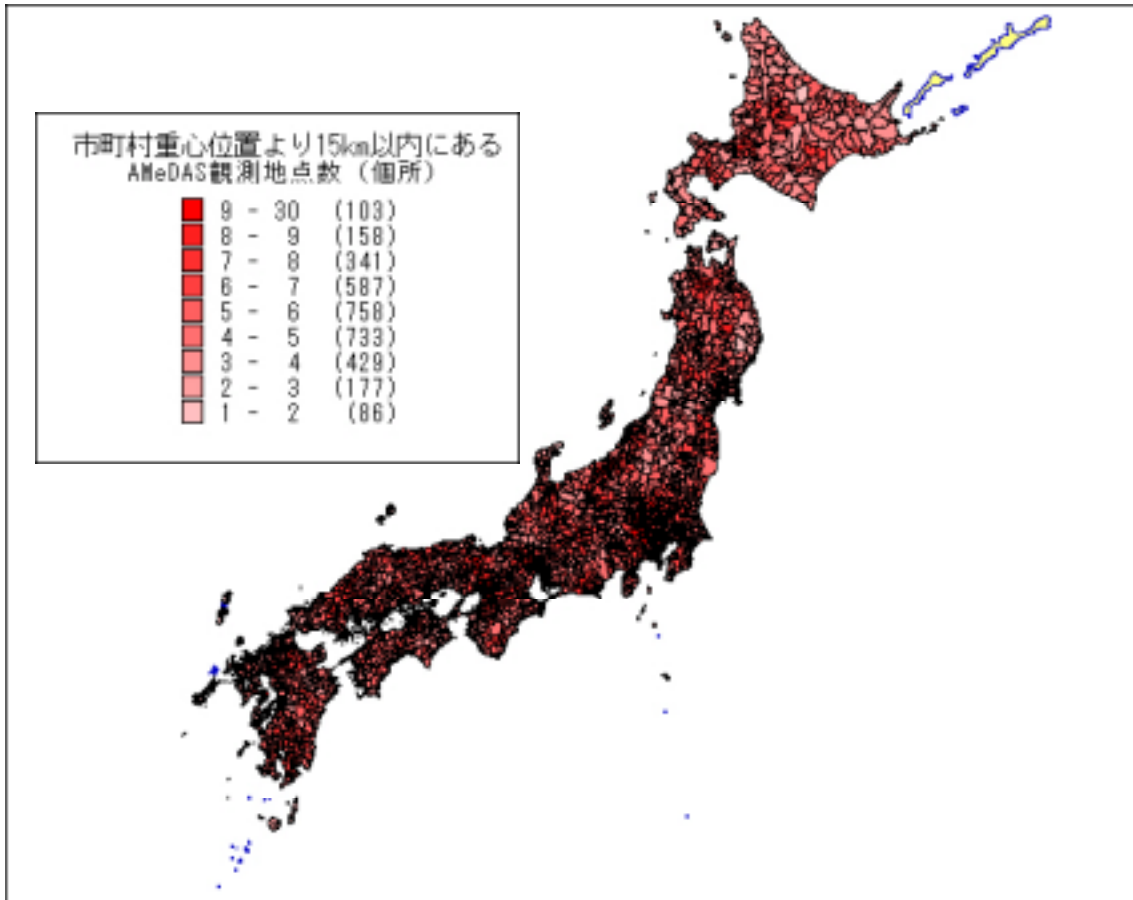 市町村重心位置より15km以内にある
AMeDAS観測地点数（個所）
9 - 30 (103)
8 - 9 (158)
7 - 8 (341)
6 - 7 (587)
5 - 6 (758)
4 - 5 (733)
3 - 4 (429)
2 - 3 (177)
1 - 2 (86)